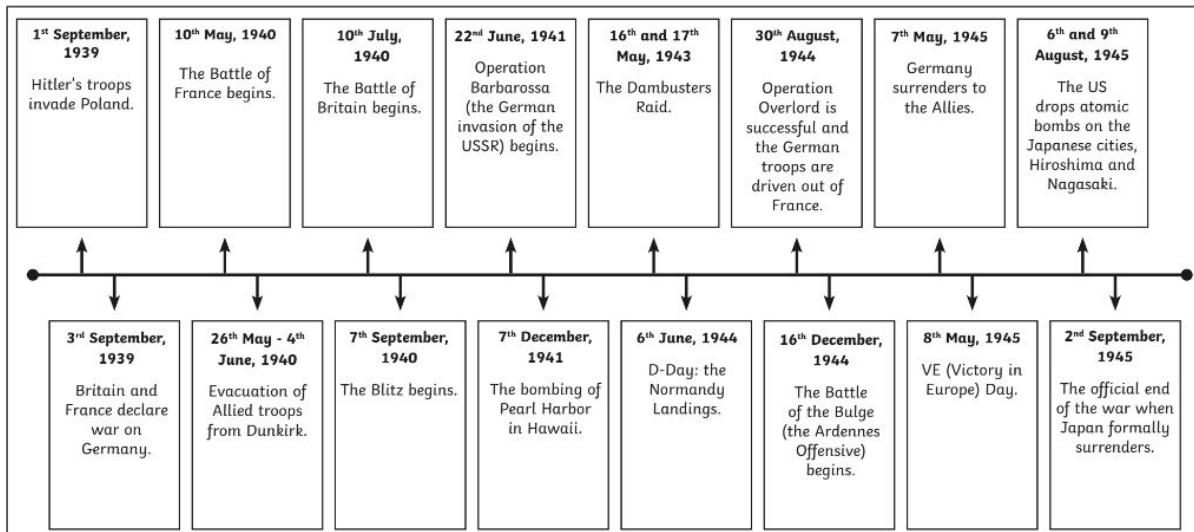 1st September,
1939
Hitler's troops
invade Poland.
10th May, 1940
The Battle of
France begins.
10th July,
1940
The Battle of
Britain begins.
22nd June, 1941
Operation
Barbarossa
(the German
invasion of the
USSR) begins.
16th and 17th
May, 1943
The Dambusters
Raid.
30th August,
1944
Operation
Overlord is
successful and
the German
troops are
driven out of
France.
7th May, 1945
Germany
surrenders to
the Allies.
6th and 9th
August, 1945
The US
drops atomic
bombs on the
Japanese cities,
Hiroshima and
Nagasaki.
3rd September,
1939
Britain and
France declare
war on
Germany.
26th May - 4th
June, 1940
Evacuation of
Allied troops
from Dunkirk.
7th September,
1940
The Blitz begins.
7th December,
1941
The bombing of
Pearl Harbor
in Hawaii.
6th June, 1944
D-Day: the
Normandy
Landings.
16th December,
1944
The Battle
of the Bulge
(the Ardennes
Offensive)
begins.
8th May, 1945
VE (Victory in
Europe) Day.
2nd September,
1945
The official end
of the war when
Japan formally
surrenders.